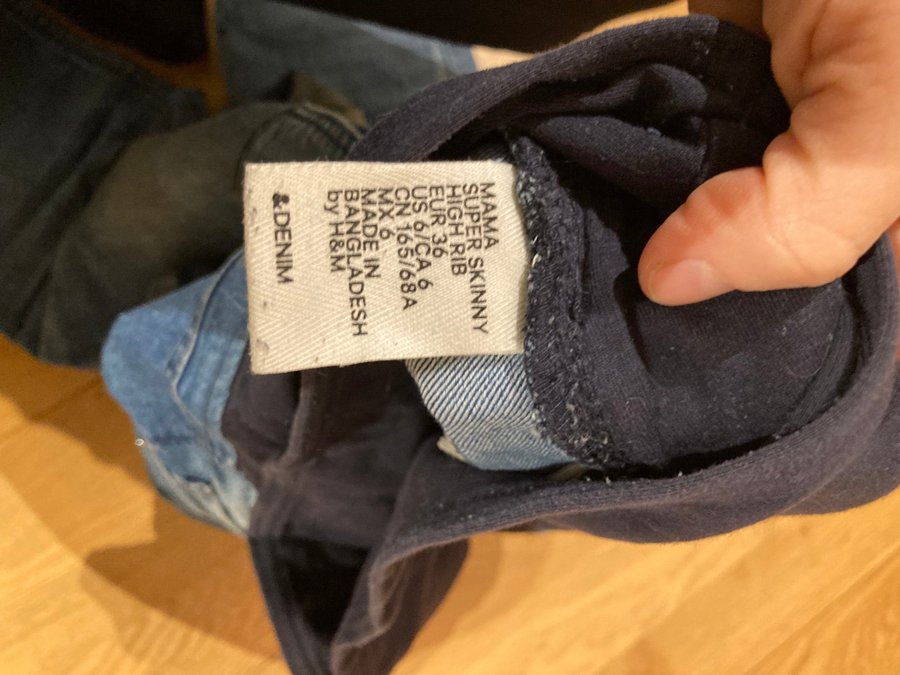 MAMA
SUPER SKINNY
HIGH RIB
EUR 36
US 6/CA 6
CN 165/68A
MX 6
MADE IN
BANGLADESH
by H&M
&DENIM